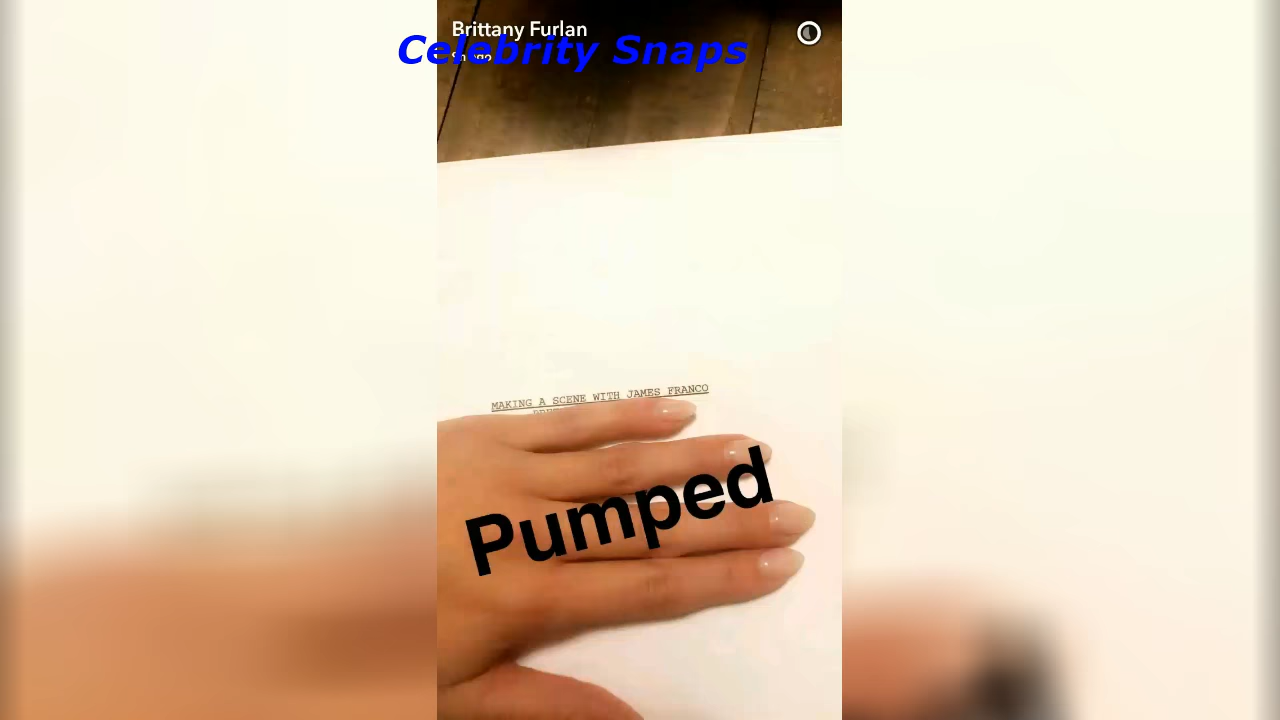 Brittany Furlan
Celebrity Snaps
MAKING A SCENE WITH JAMES FRANCO
Pumped